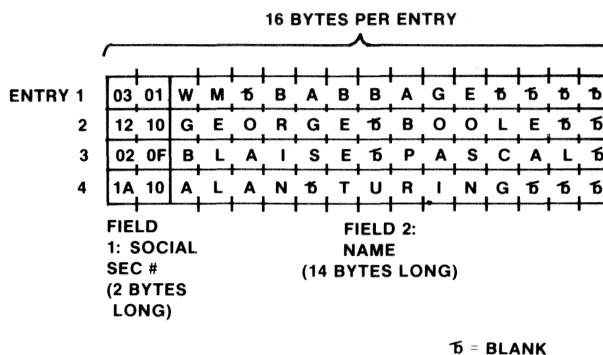 16 BYTES PER ENTRY
ENTRY 1 03 01 W M ƀ B A B B A G E ƀ ƀ ƀ ƀ
2 12 10 G E O R G E ƀ B O O L E ƀ ƀ
3 02 0F B L A I S E ƀ P A S C A L ƀ
4 1A 10 A L A N ƀ T U R I N G ƀ ƀ ƀ
FIELD
1: SOCIAL
SEC #
(2 BYTES
LONG)
FIELD 2:
NAME
(14 BYTES LONG)
ƀ = BLANK